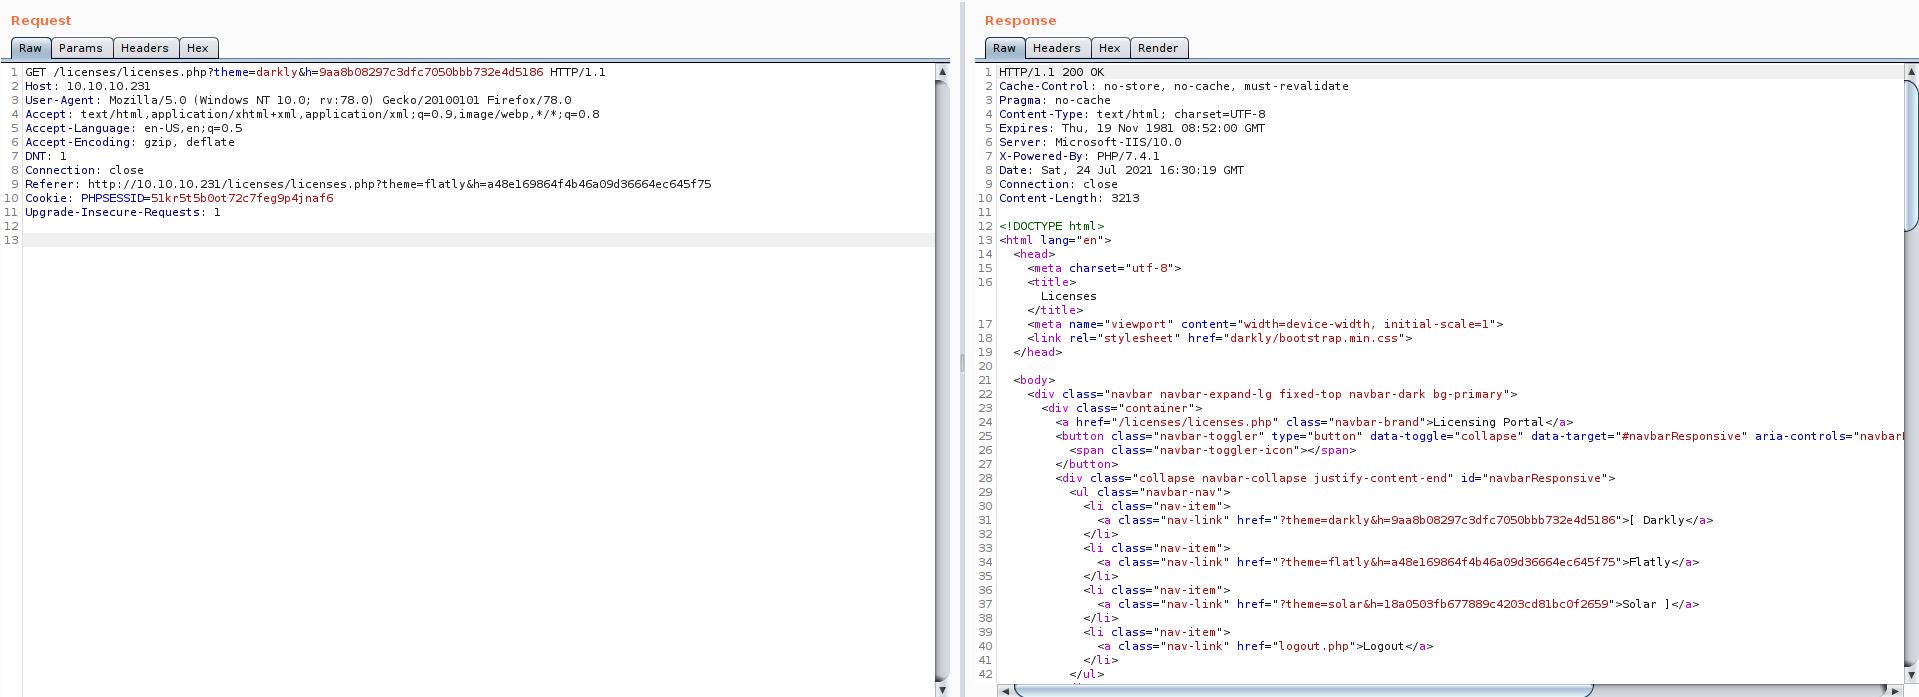 Request
Raw Params Headers Hex
1 GET /licenses/licenses.php?theme=darkly&h=9aa8b08297c3dfc7050bbb732e4d5186 HTTP/1.1
2 Host: 10.10.10.231
3 User-Agent: Mozilla/5.0 (Windows NT 10.0; rv:78.0) Gecko/20100101 Firefox/78.0
4 Accept: text/html,application/xhtml+xml,application/xml;q=0.9,image/webp,*/*;q=0.8
5 Accept-Language: en-US,en;q=0.5
6 Accept-Encoding: gzip, deflate
7 DNT: 1
8 Connection: close
9 Referer: http://10.10.10.231/licenses/licenses.php?theme=flatly&h=a48e169864f4b46a09d36664ec645f75
10 Cookie: PHPSESSID=51kr5t5b0ot72c7feg9p4jnaf6
11 Upgrade-Insecure-Requests: 1
12
13
Response
Raw Headers Hex Render
1 HTTP/1.1 200 OK
2 Cache-Control: no-store, no-cache, must-revalidate
3 Pragma: no-cache
4 Content-Type: text/html; charset=UTF-8
5 Expires: Thu, 19 Nov 1981 08:52:00 GMT
6 Server: Microsoft-IIS/10.0
7 X-Powered-By: PHP/7.4.1
8 Date: Sat, 24 Jul 2021 16:30:19 GMT
9 Connection: close
10 Content-Length: 3213
11
12 <!DOCTYPE html>
13 <html lang="en">
14 <head>
15 <meta charset="utf-8">
16 <title>
Licenses
</title>
17 <meta name="viewport" content="width=device-width, initial-scale=1">
18 <link rel="stylesheet" href="darkly/bootstrap.min.css">
19 </head>
20
21 <body>
22 <div class="navbar navbar-expand-lg fixed-top navbar-dark bg-primary">
23 <div class="container">
24 <a href="/licenses/licenses.php" class="navbar-brand">Licensing Portal</a>
25 <button class="navbar-toggler" type="button" data-toggle="collapse" data-target="#navbarResponsive" aria-controls="navbar
26 <span class="navbar-toggler-icon"></span>
27 </button>
28 <div class="collapse navbar-collapse justify-content-end" id="navbarResponsive">
29 <ul class="navbar-nav">
30 <li class="nav-item">
31 <a class="nav-link" href="?theme=darkly&h=9aa8b08297c3dfc7050bbb732e4d5186">[ Darkly</a>
32 </li>
33 <li class="nav-item">
34 <a class="nav-link" href="?theme=flatly&h=a48e169864f4b46a09d36664ec645f75">Flatly</a>
35 </li>
36 <li class="nav-item">
37 <a class="nav-link" href="?theme=solar&h=18a0503fb677889c4203cd81bc0f2659">Solar ]</a>
38 </li>
39 <li class="nav-item">
40 <a class="nav-link" href="logout.php">Logout</a>
41 </li>
42 </ul>